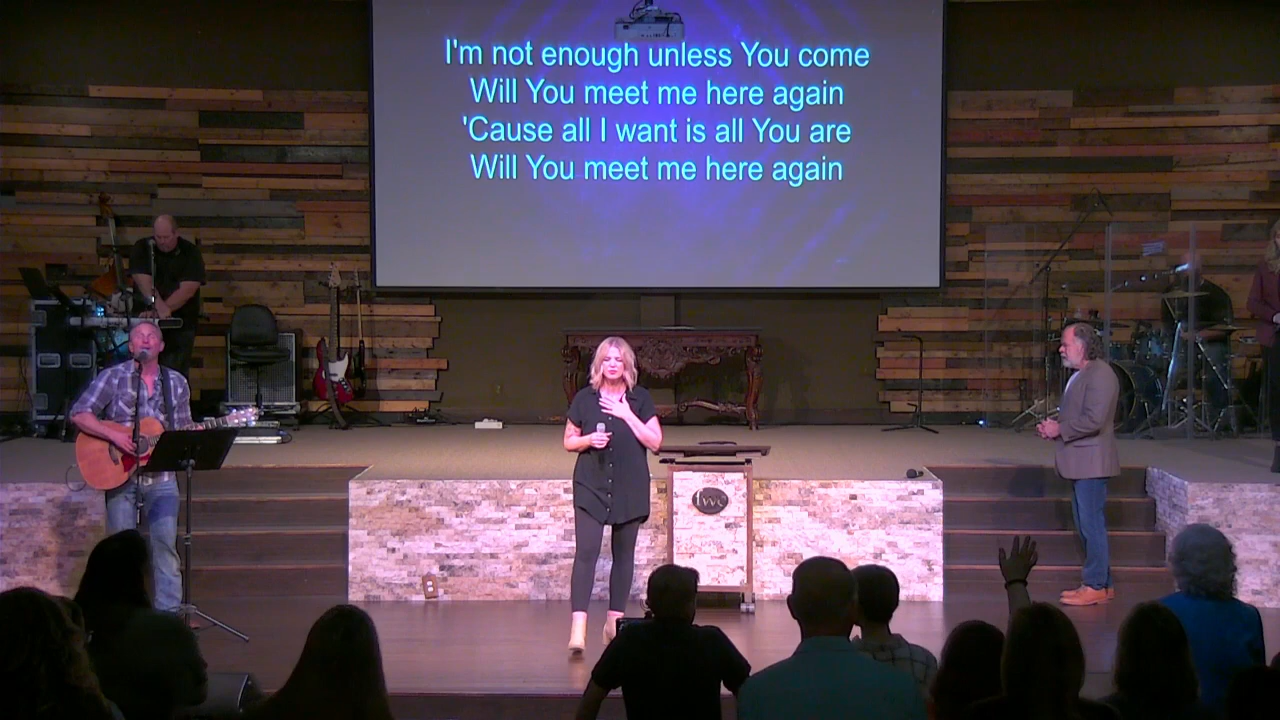 I'm not enough unless You come
Will You meet me here again
'Cause all I want is all You are
Will You meet me here again
fwc